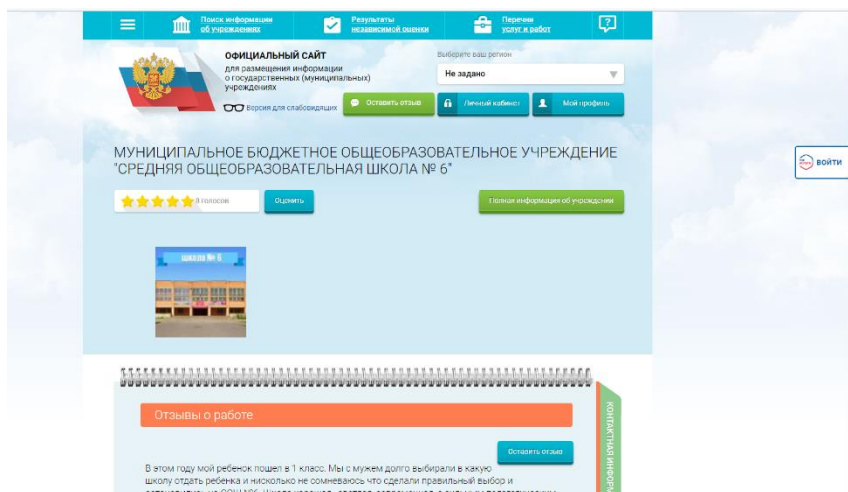 Поиск информации
об учреждениях
Результаты
независимой оценки
Перечни
услуг и работ
ОФИЦИАЛЬНЫЙ САЙТ
для размещения информации
о государственных (муниципальных)
учреждениях
Версия для слабовидящих
Оставить отзыв
Выберите ваш регион
Не задано
Личный кабинет
Мой профиль
МУНИЦИПАЛЬНОЕ БЮДЖЕТНОЕ ОБЩЕОБРАЗОВАТЕЛЬНОЕ УЧРЕЖДЕНИЕ
"СРЕДНЯЯ ОБЩЕОБРАЗОВАТЕЛЬНАЯ ШКОЛА № 6"
ВОЙТИ
голосов
Оценить
Полная информация об учреждении
школа № 6
Отзывы о работе
Оставить отзыв
В этом году мой ребенок пошел в 1 класс. Мы с мужем долго выбирали в какую
школу отдать ребенка и нисколько не сомневаюсь что сделали правильный выбор и
КОНТАКТНАЯ